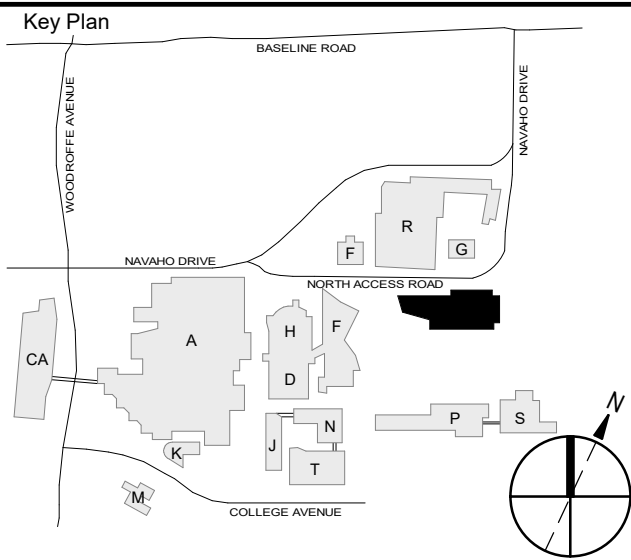 Key Plan
BASELINE ROAD
WOODROFFE AVENUE
NAVAHO DRIVE
R
F
G
NAVAHO DRIVE
NORTH ACCESS ROAD
A
H
F
CA
D
P
S
N
N
J
K
T
M
COLLEGE AVENUE